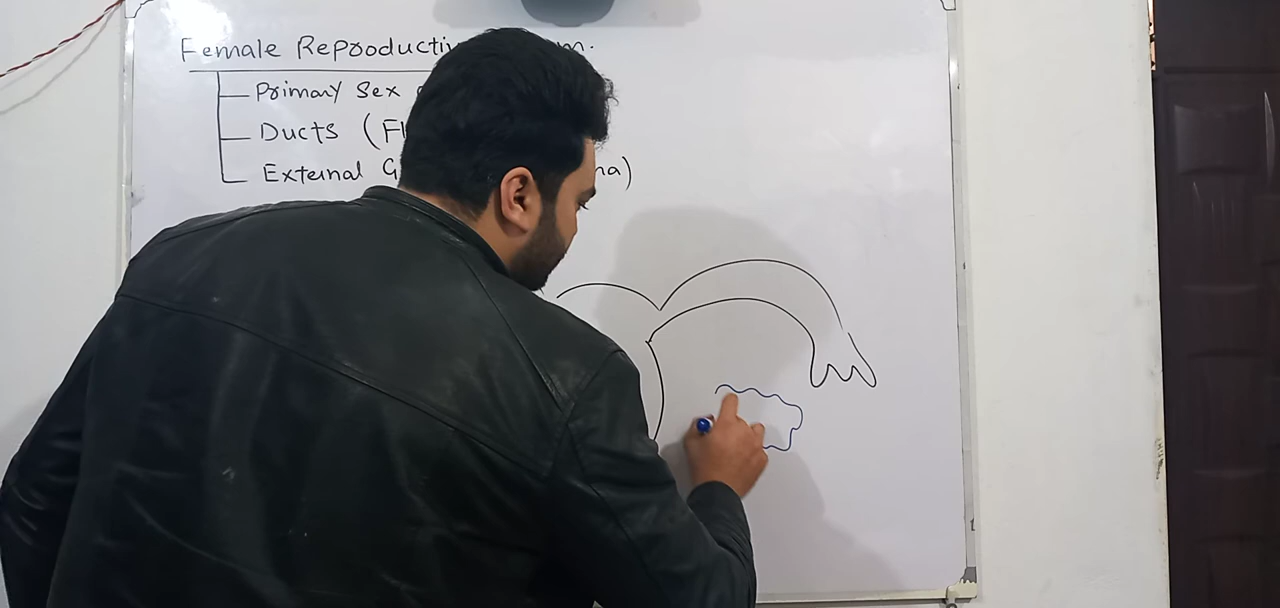 Female Reproducti m.
Primary Sex
Ducts (F
External G na)